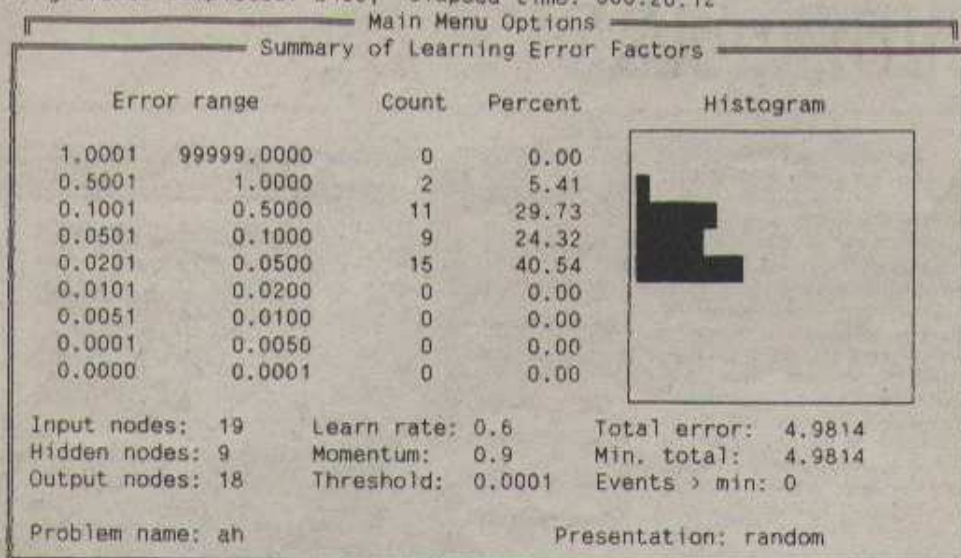 elapsed time:
Main Menu Options
Summary of Learning Error Factors
Error range Count Percent Histogram
1.0001 99999.0000 0 0.00
0.5001 1.0000 2 5.41
0.1001 0.5000 11 29.73
0.0501 0.1000 9 24.32
0.0201 0.0500 15 40.54
0.0101 0.0200 0 0.00
0.0051 0.0100 0 0.00
0.0001 0.0050 0 0.00
0.0000 0.0001 0 0.00
Input nodes: 19 Learn rate: 0.6 Total error: 4.9814
Hidden nodes: 9 Momentum: 0.9 Min. total: 4.9814
Output nodes: 18 Threshold: 0.0001 Events > min: 0
Problem name: ah Presentation: random